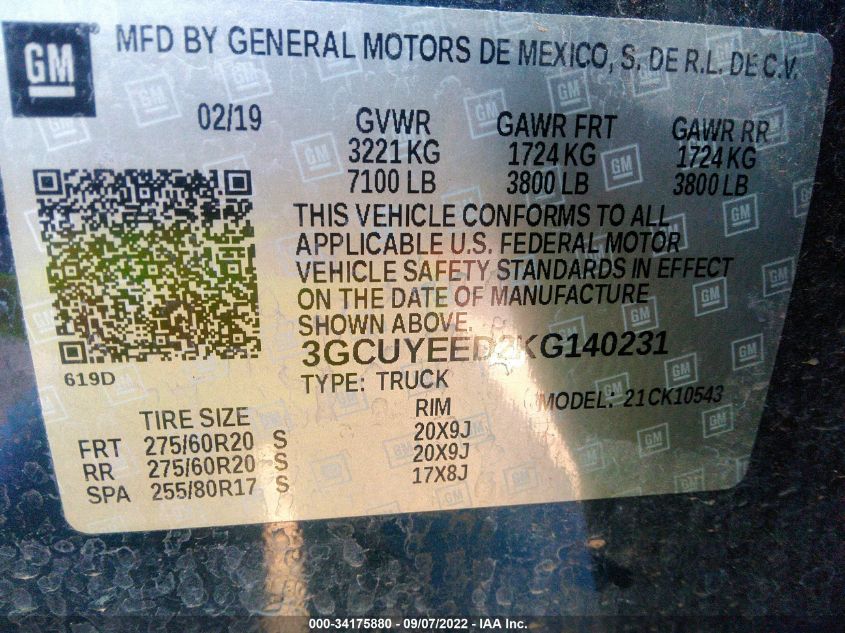 GM
MFD BY GENERAL MOTORS DE MEXICO, S. DE R.L. DE C.V.
02/19 GVWR GAWR FRT GAWR RR
3221 KG 1724 KG 1724 KG
7100 LB 3800 LB 3800 LB
THIS VEHICLE CONFORMS TO ALL
APPLICABLE U.S. FEDERAL MOTOR
VEHICLE SAFETY STANDARDS IN EFFECT
ON THE DATE OF MANUFACTURE
SHOWN ABOVE.
3GCUYEED2KG140231
619D
TYPE: TRUCK MODEL: 21CK10543
TIRE SIZE RIM
FRT 275/60R20 S 20X9J
RR 275/60R20 S 20X9J
SPA 255/80R17 S 17X8J
000-34175880 - 09/07/2022 - IAA Inc.